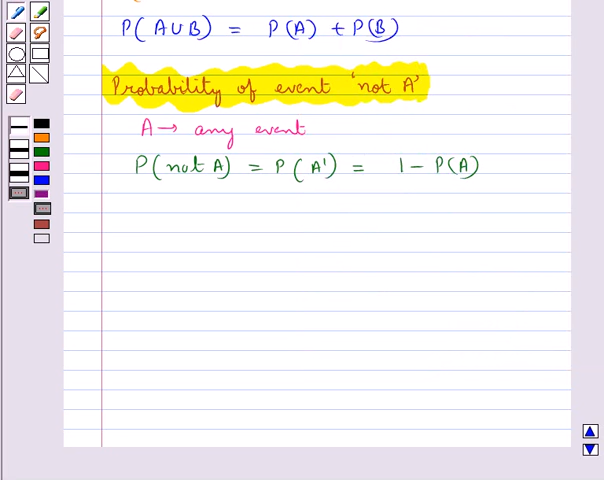 P(A∪B) = P(A) + P(B)
Probability of event 'not A'
A → any event
P(not A) = P(A') = 1 - P(A)